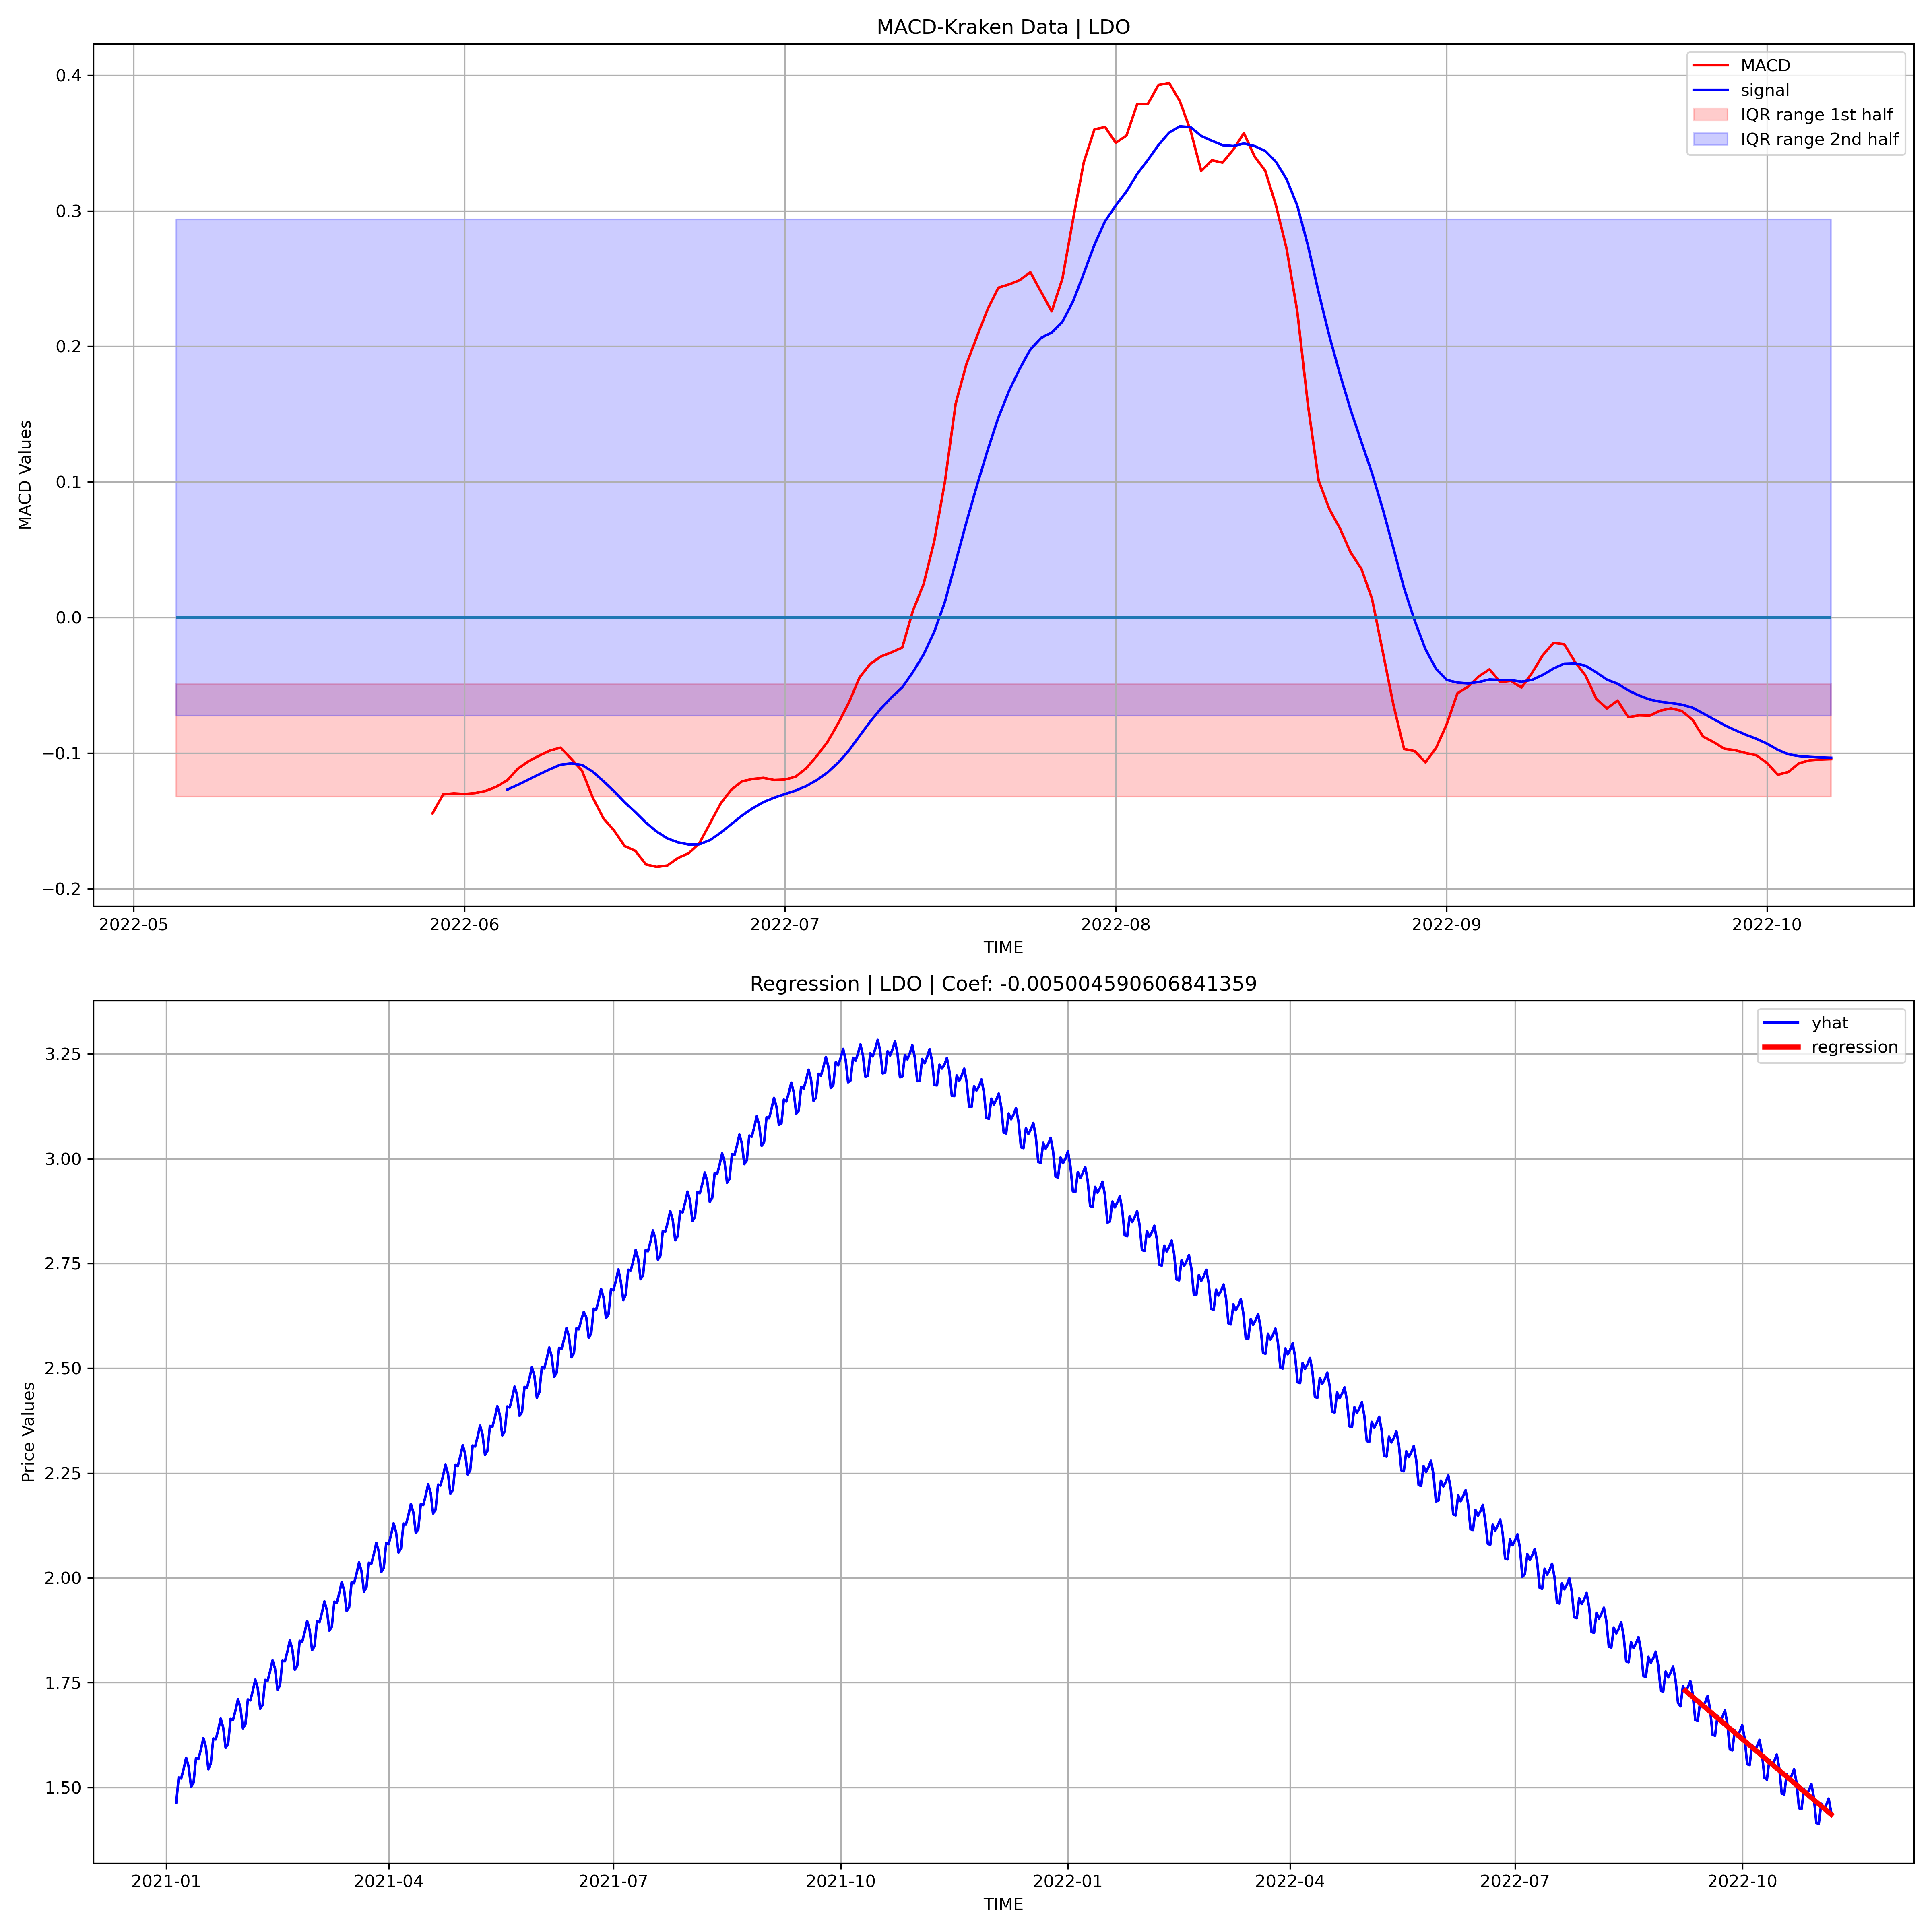 MACD-Kraken Data | LDO
MACD
signal
IQR range 1st half
IQR range 2nd half
MACD Values
0.4
0.3
0.2
0.1
0.0
−0.1
−0.2
2022-05 2022-06 2022-07 2022-08 2022-09 2022-10
TIME
Regression | LDO | Coef: -0.005004590606841359
yhat
regression
Price Values
3.25
3.00
2.75
2.50
2.25
2.00
1.75
1.50
2021-01 2021-04 2021-07 2021-10 2022-01 2022-04 2022-07 2022-10
TIME